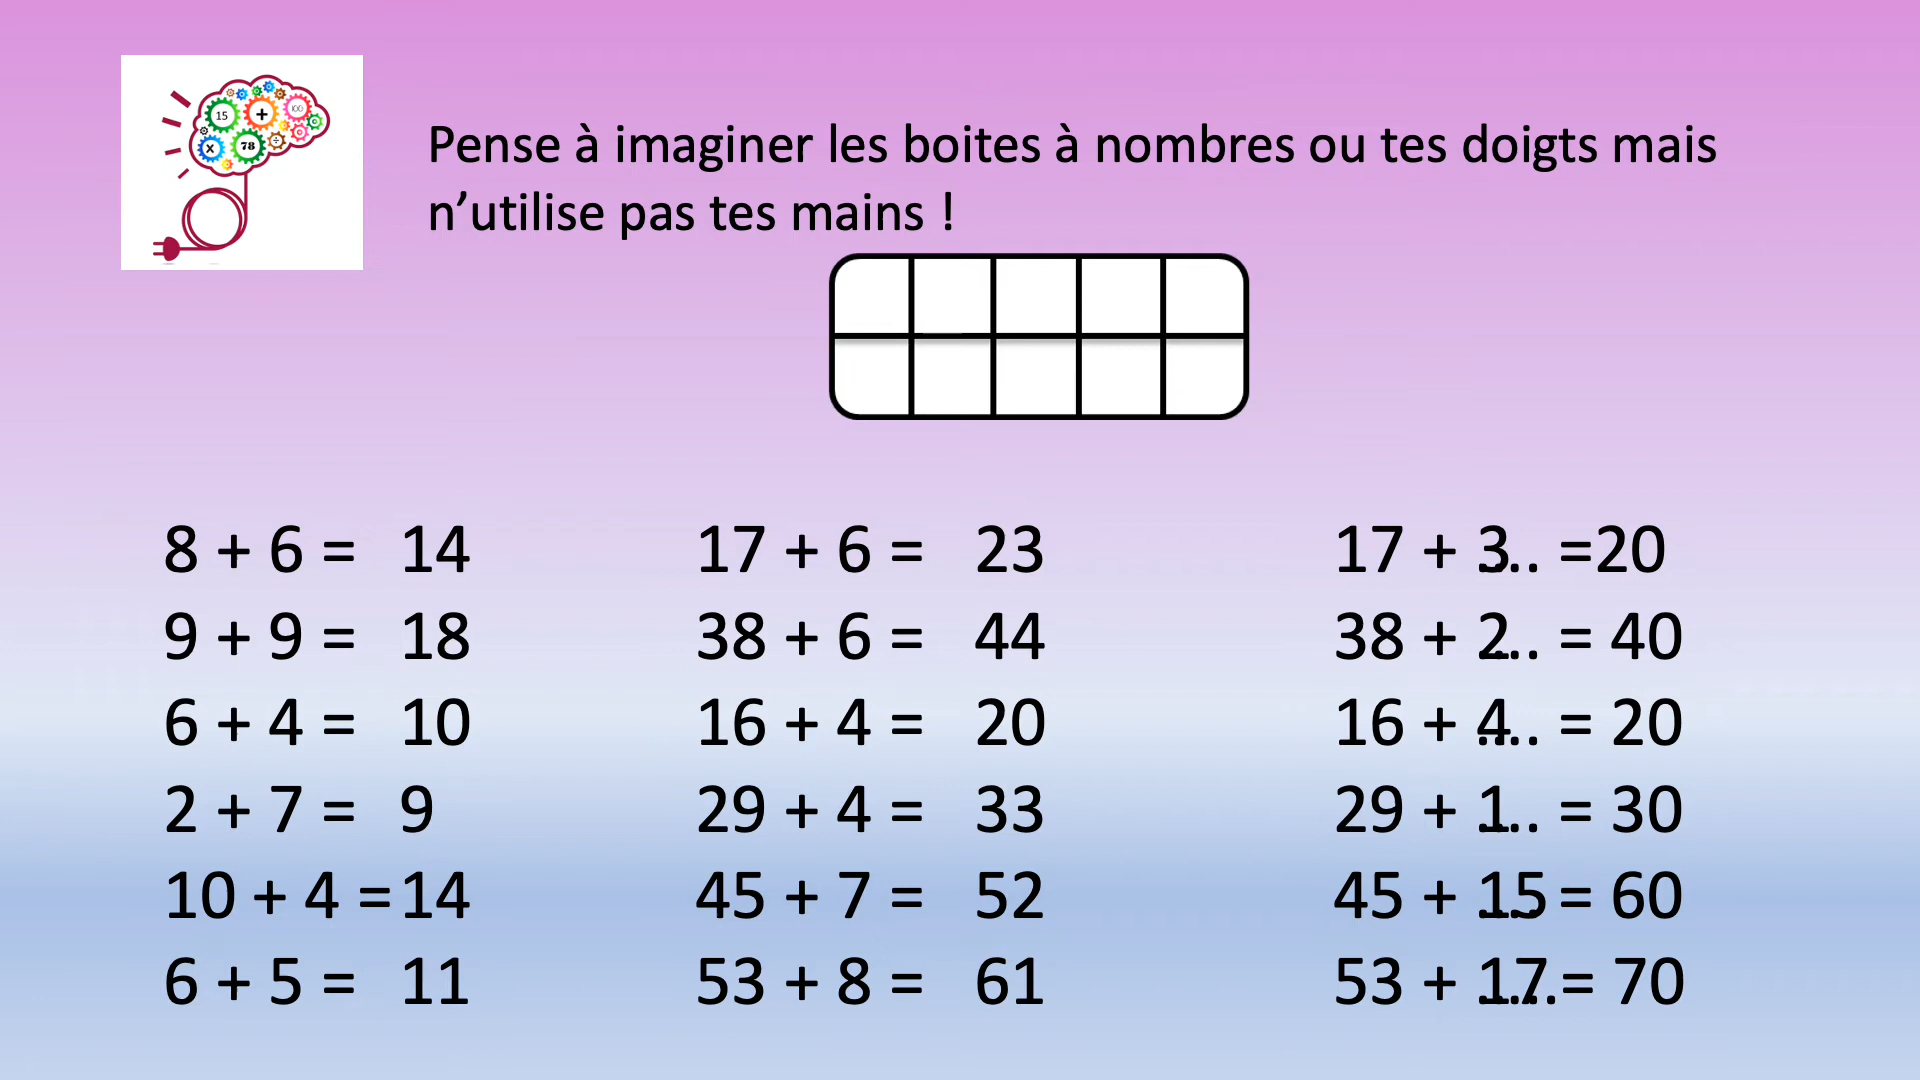 15 + 100
x 78 ÷
Pense à imaginer les boites à nombres ou tes doigts mais
n’utilise pas tes mains !
8 + 6 = 14
9 + 9 = 18
6 + 4 = 10
2 + 7 = 9
10 + 4 = 14
6 + 5 = 11
17 + 6 = 23
38 + 6 = 44
16 + 4 = 20
29 + 4 = 33
45 + 7 = 52
53 + 8 = 61
17 + 3... =20
38 + 2... = 40
16 + 4... = 20
29 + 1... = 30
45 + 15 = 60
53 + 17 = 70